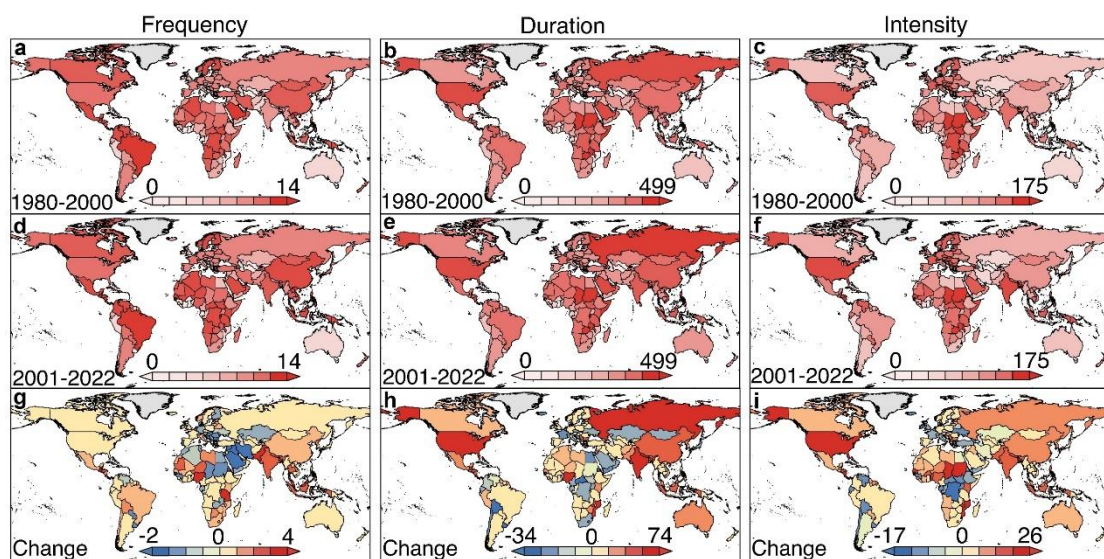 Frequency Duration Intensity
a b c
0 14 0 499 0 175
1980-2000 1980-2000 1980-2000
d e f
0 14 0 499 0 175
2001-2022 2001-2022 2001-2022
g h i
-2 0 4 -34 0 74 -17 0 26
Change Change Change